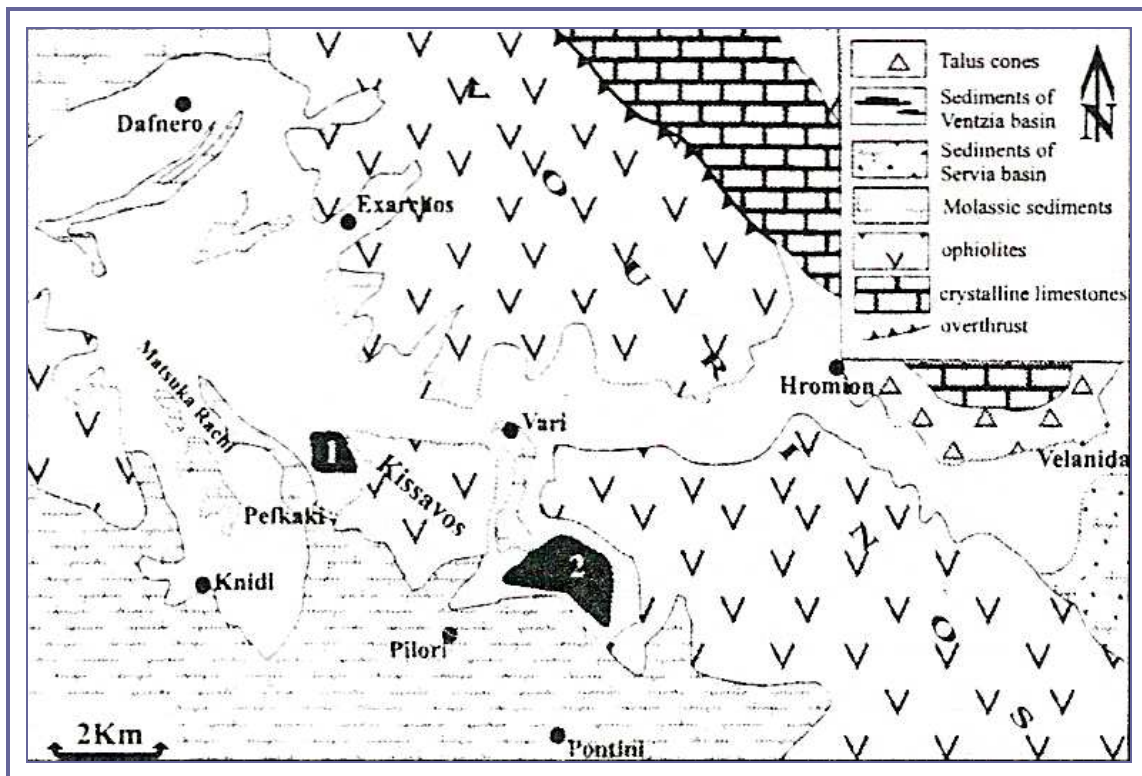 Talus cones
Sediments of
Ventzia basin
Sediments of
Servia basin
Molassic sediments
ophiolites
crystalline limestones
overthrust
N
Dafnero
Exarchos
V O U R I Z O S
Matsuka Rachi
Hromion
Vari
1
Kissavos
Velanida
Pefkaki
2
Knidl
Pilori
2Km
Pontini